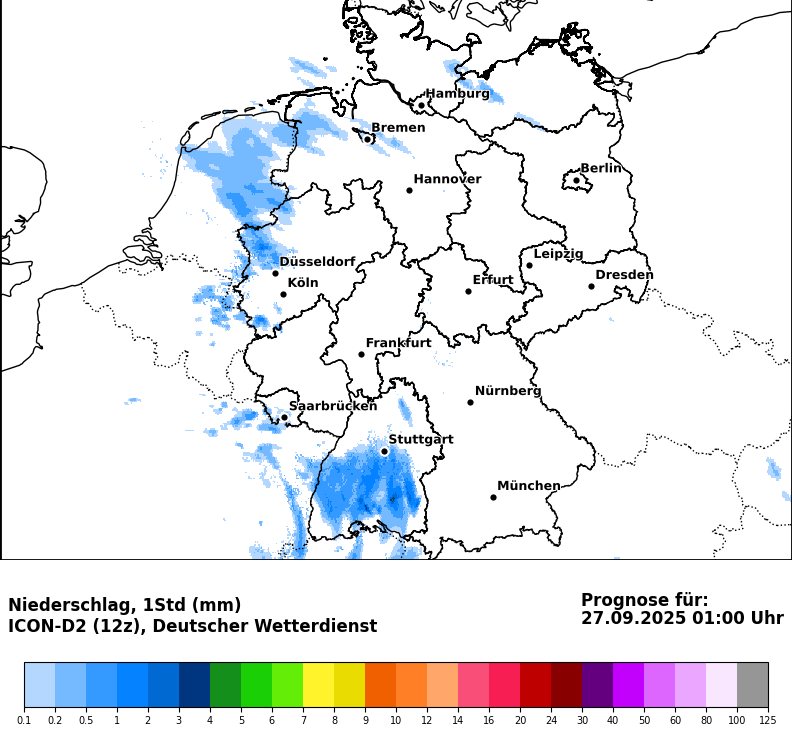 Hamburg
Bremen
Berlin
Hannover
Leipzig
Düsseldorf
Dresden
Köln
Erfurt
Frankfurt
Nürnberg
Saarbrücken
Stuttgart
München
Niederschlag, 1Std (mm)
ICON-D2 (12z), Deutscher Wetterdienst
Prognose für:
27.09.2025 01:00 Uhr
0.1 0.2 0.5 1 2 3 4 5 6 7 8 9 10 12 14 16 20 24 30 40 50 60 80 100 125